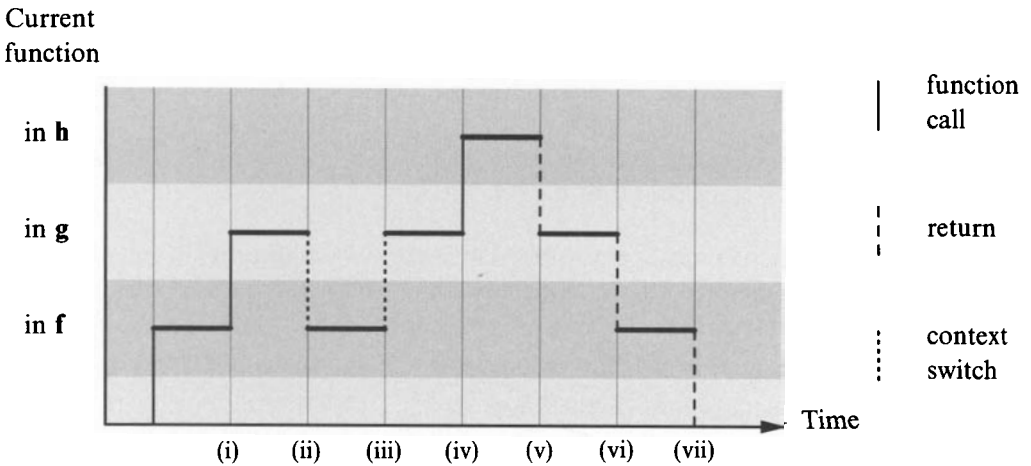 Current
function
in h
in g
in f
(i)
(ii)
(iii)
(iv)
(v)
(vi)
(vii)
Time
function
call
return
context
switch